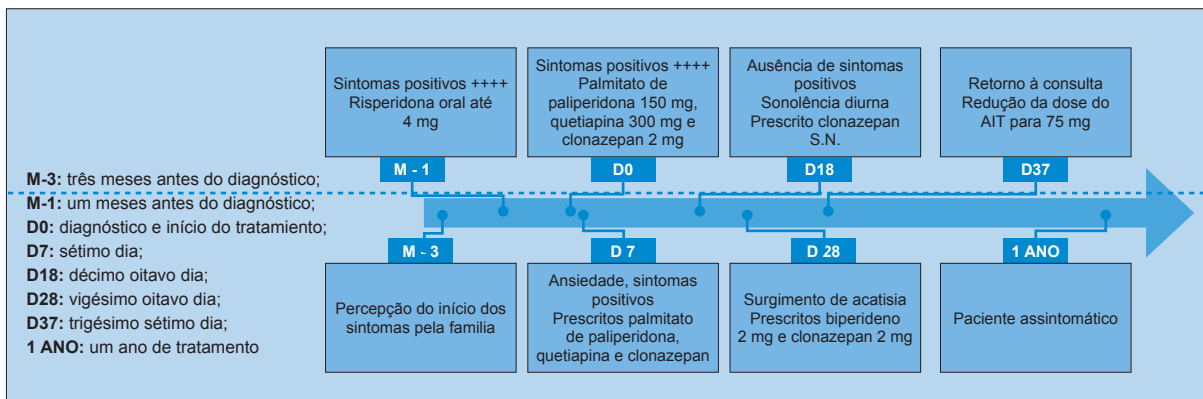 Sintomas positivos ++++
Risperidona oral até
4 mg
M - 1
Sintomas positivos ++++
Palmitato de
paliperidona 150 mg,
quetiapina 300 mg e
clonazepan 2 mg
D0
Ausência de sintomas
positivos
Sonolência diurna
Prescrito clonazepan
S.N.
D18
Retorno à consulta
Redução da dose do
AIT para 75 mg
D37
M-3: três meses antes do diagnóstico;
M-1: um meses antes do diagnóstico;
D0: diagnóstico e início do tratamiento;
D7: sétimo dia;
D18: décimo oitavo dia;
D28: vigésimo oitavo dia;
D37: trigésimo sétimo dia;
1 ANO: um ano de tratamento
M - 3
Percepção do início dos
sintomas pela familia
D 7
Ansiedade, sintomas
positivos
Prescritos palmitato
de paliperidona,
quetiapina e clonazepan
D 28
Surgimento de acatisia
Prescritos biperideno
2 mg e clonazepan 2 mg
1 ANO
Paciente assintomático